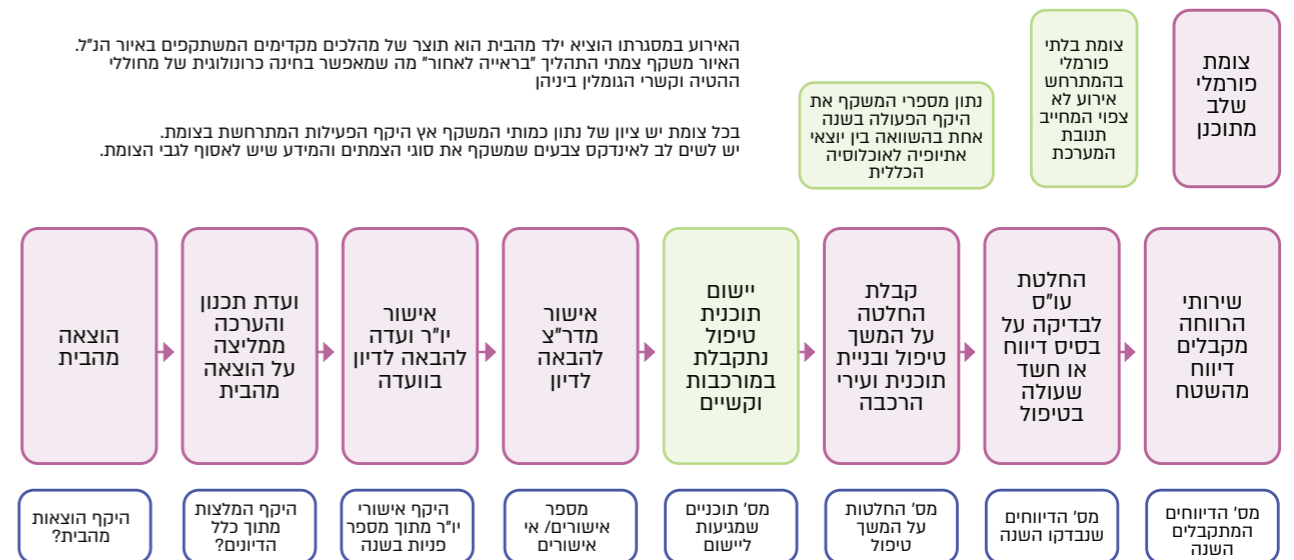 האירוע במסגרתו הוציא ילד מהבית הוא תוצר של מהלכים מקדימים המשתקפים באיור הנ"ל.
האיור משקף צמתי התהליך "בראייה לאחור" מה שמאפשר בחינה כרונולוגית של מחוללי
ההטיה וקשרי הגומלין ביניהן
בכל צומת יש ציון של נתון כמותי המשקף אץ היקף הפעילות המתרחשת בצומת.
יש לשים לב לאינדקס צבעים שמשקף את סוגי הצמתים והמידע שיש לאסוף לגבי הצומת.
צומת
פורמלי
שלב
מתוכנן
צומת בלתי
פורמלי
בהמתרחש
אירוע לא
צפוי המחייב
תגובת
המערכת
נתון מספרי המשקף את
היקף הפעולה בשנה
אחת בהשוואה בין יוצאי
אתיופיה לאוכלוסיה
הכללית
שירותי
הרווחה
מקבלים
דיווח
מהשטח
החלטת
עו"ס
לבדיקה על
בסיס דיווח
או חשד
שעולה
בטיפול
קבלת
החלטה
על המשך
טיפול ובניית
תוכנית ועירי
הרכבה
יישום
תוכנית
טיפול
נתקבלת
במורכבות
וקשיים
אישור
מדר"צ
להבאה
לדיון
אישור
יו"ר ועדה
להבאה לדיון
בוועדה
ועדת תכנון
והערכה
ממליצה
על הוצאה
מהבית
הוצאה
מהבית
מס' הדיווחים
המתקבלים
השנה
מס' הדיווחים
שנבדקו השנה
מס' החלטות
על המשך
טיפול
מס' תוכניים
שמגיעות
ליישום
מספר
אישורים/ אי
אישורים
היקף אישורי
יו"ר מתוך מספר
פניות בשנה
היקף המלצות
מתוך כלל
הדיונים?
היקף הוצאות
מהבית?